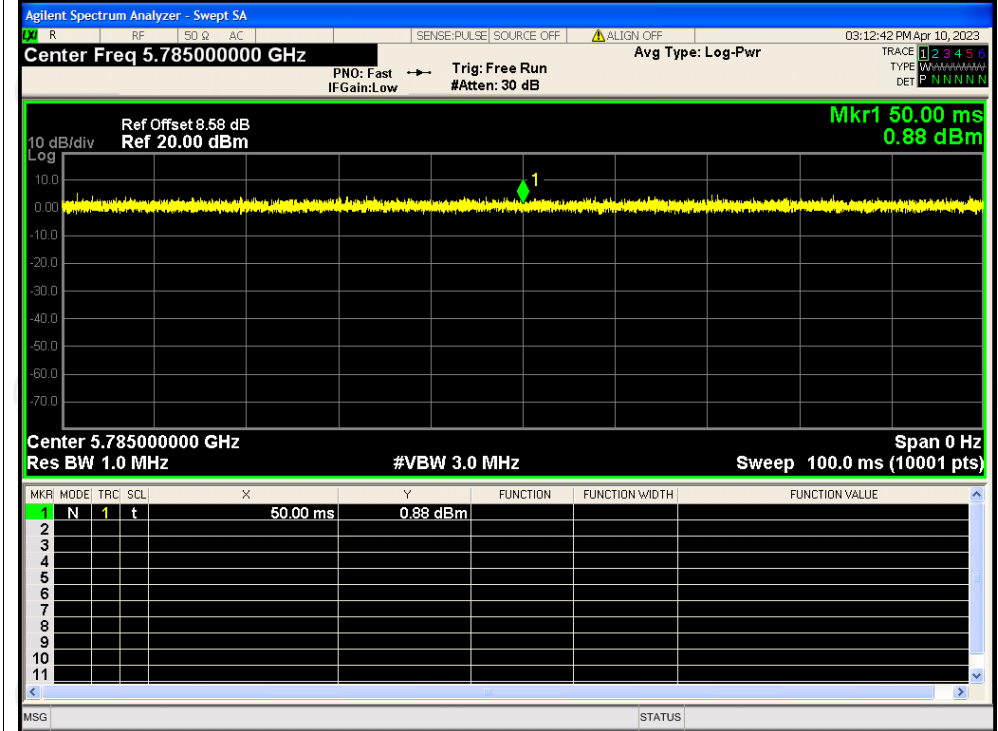 Agilent Spectrum Analyzer - Swept SA
LXI R RF 50 Ω AC SENSE:PULSE SOURCE OFF ALIGN OFF 03:12:42 PM Apr 10, 2023
Center Freq 5.785000000 GHz Avg Type: Log-Pwr TRACE 1 2 3 4 5 6
PNO: Fast Trig: Free Run TYPE WWWWWW
IFGain:Low #Atten: 30 dB DET P N N N N N
Mkr1 50.00 ms
0.88 dBm
Ref Offset 8.58 dB
10 dB/div Ref 20.00 dBm
Log
10.0
1
0.00
-10.0
-20.0
-30.0
-40.0
-50.0
-60.0
-70.0
Center 5.785000000 GHz Span 0 Hz
Res BW 1.0 MHz #VBW 3.0 MHz Sweep 100.0 ms (10001 pts)
MKR MODE TRC SCL X Y FUNCTION FUNCTION WIDTH FUNCTION VALUE
1 N 1 t 50.00 ms 0.88 dBm
2
3
4
5
6
7
8
9
10
11
MSG STATUS